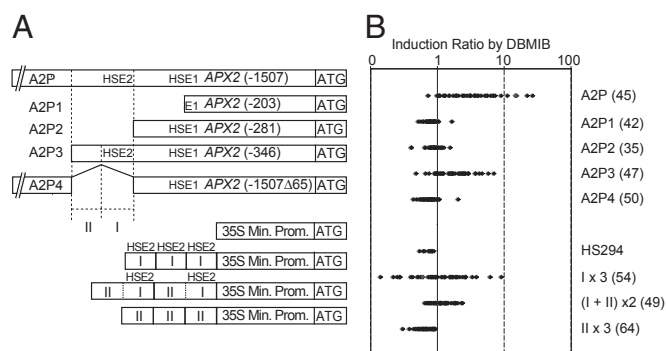 A
A2P HSE2 HSE1 APX2 (-1507) ATG
A2P1 E1 APX2 (-203) ATG
A2P2 HSE1 APX2 (-281) ATG
A2P3 HSE2 HSE1 APX2 (-346) ATG
A2P4 HSE1 APX2 (-1507Δ65) ATG
II I
35S Min. Prom. ATG
HSE2 HSE2 HSE2
I I I 35S Min. Prom. ATG
HSE2 HSE2
II I II I 35S Min. Prom. ATG
II II II 35S Min. Prom. ATG
B
Induction Ratio by DBMIB
0 1 10 100
A2P (45)
A2P1 (42)
A2P2 (35)
A2P3 (47)
A2P4 (50)
HS294
I x 3 (54)
(I + II) x2 (49)
II x 3 (64)